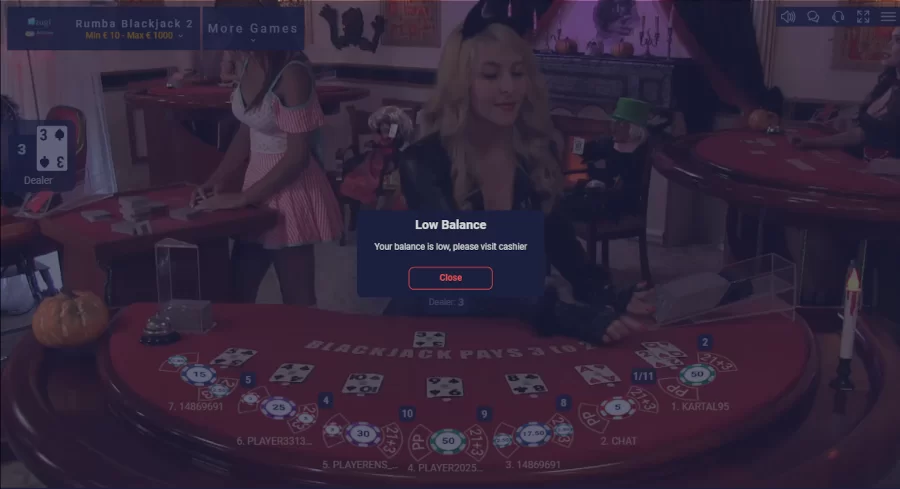 ezugi
Rumba Blackjack 2
Min € 10 - Max € 1000
More Games
3
3
3
Dealer
Low Balance
Your balance is low, please visit cashier
Close
Dealer: 3
BLACKJACK PAYS 3 to 2
2
1/11
8
9
10
4
5
15
25
30
50
17.50
5
50
PP
21+3
7. 14869691
6. PLAYER3313...
5. PLAYERENS...
4. PLAYER2025...
3. 14869691
2. CHAT
1. KARTAL95